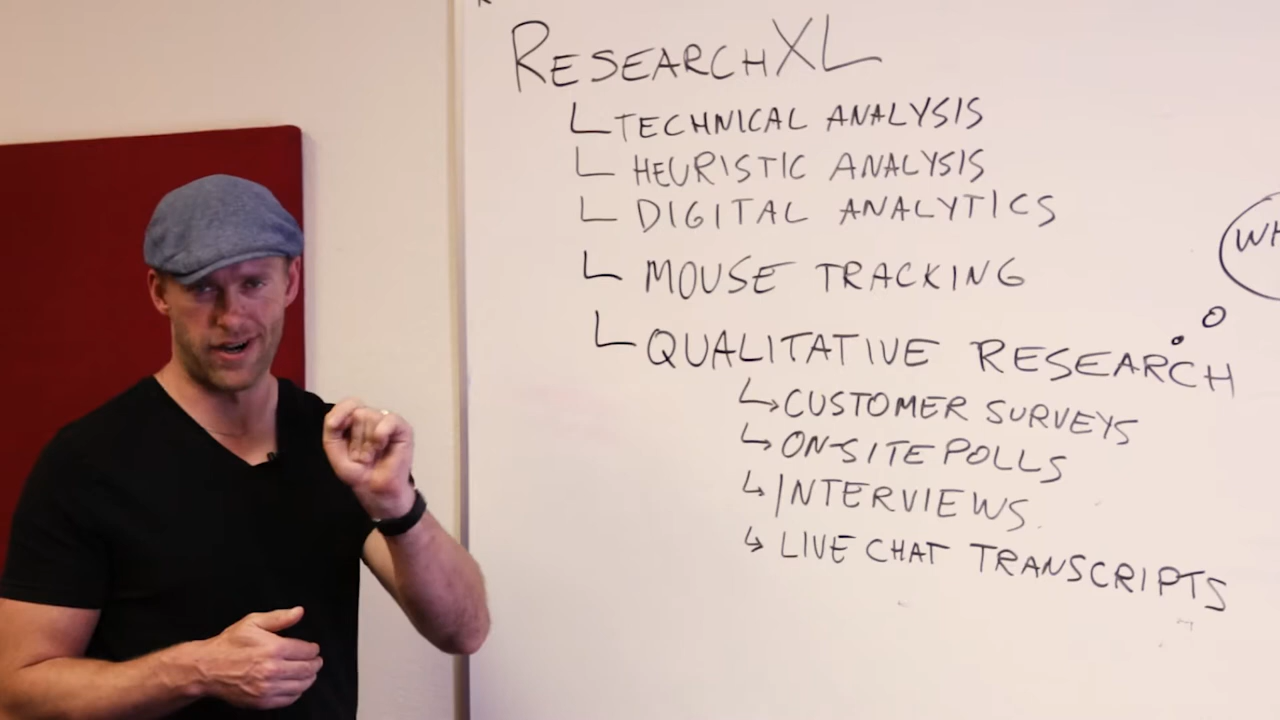 RESEARCHXL
TECHNICAL ANALYSIS
HEURISTIC ANALYSIS
DIGITAL ANALYTICS
MOUSE TRACKING
QUALITATIVE RESEARCH
CUSTOMER SURVEYS
ON-SITE POLLS
INTERVIEWS
LIVE CHAT TRANSCRIPTS